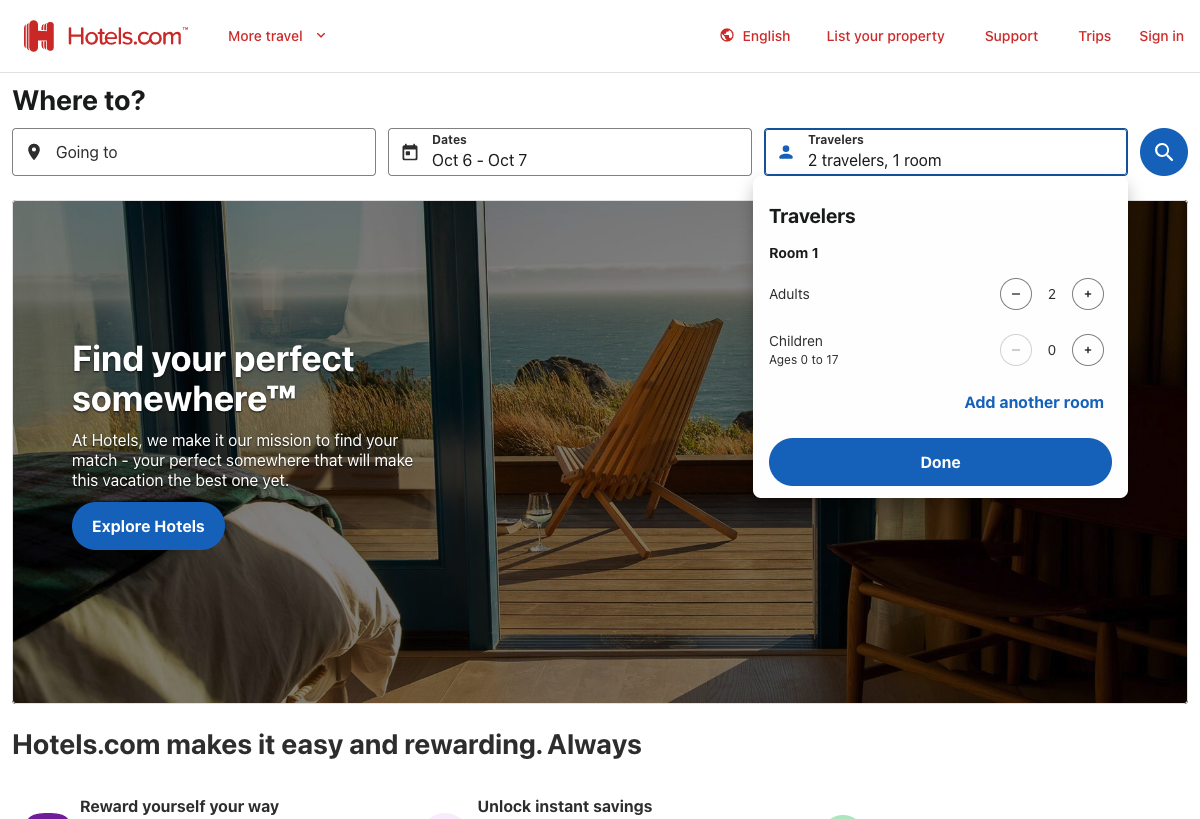 Hotels.com™
More travel
English
List your property
Support
Trips
Sign in
Where to?
Going to
Dates
Oct 6 - Oct 7
Travelers
2 travelers, 1 room
Travelers
Room 1
Adults
2
Children
Ages 0 to 17
0
Add another room
Done
Find your perfect
somewhere™
At Hotels, we make it our mission to find your
match - your perfect somewhere that will make
this vacation the best one yet.
Explore Hotels
Hotels.com makes it easy and rewarding. Always
Reward yourself your way
Unlock instant savings